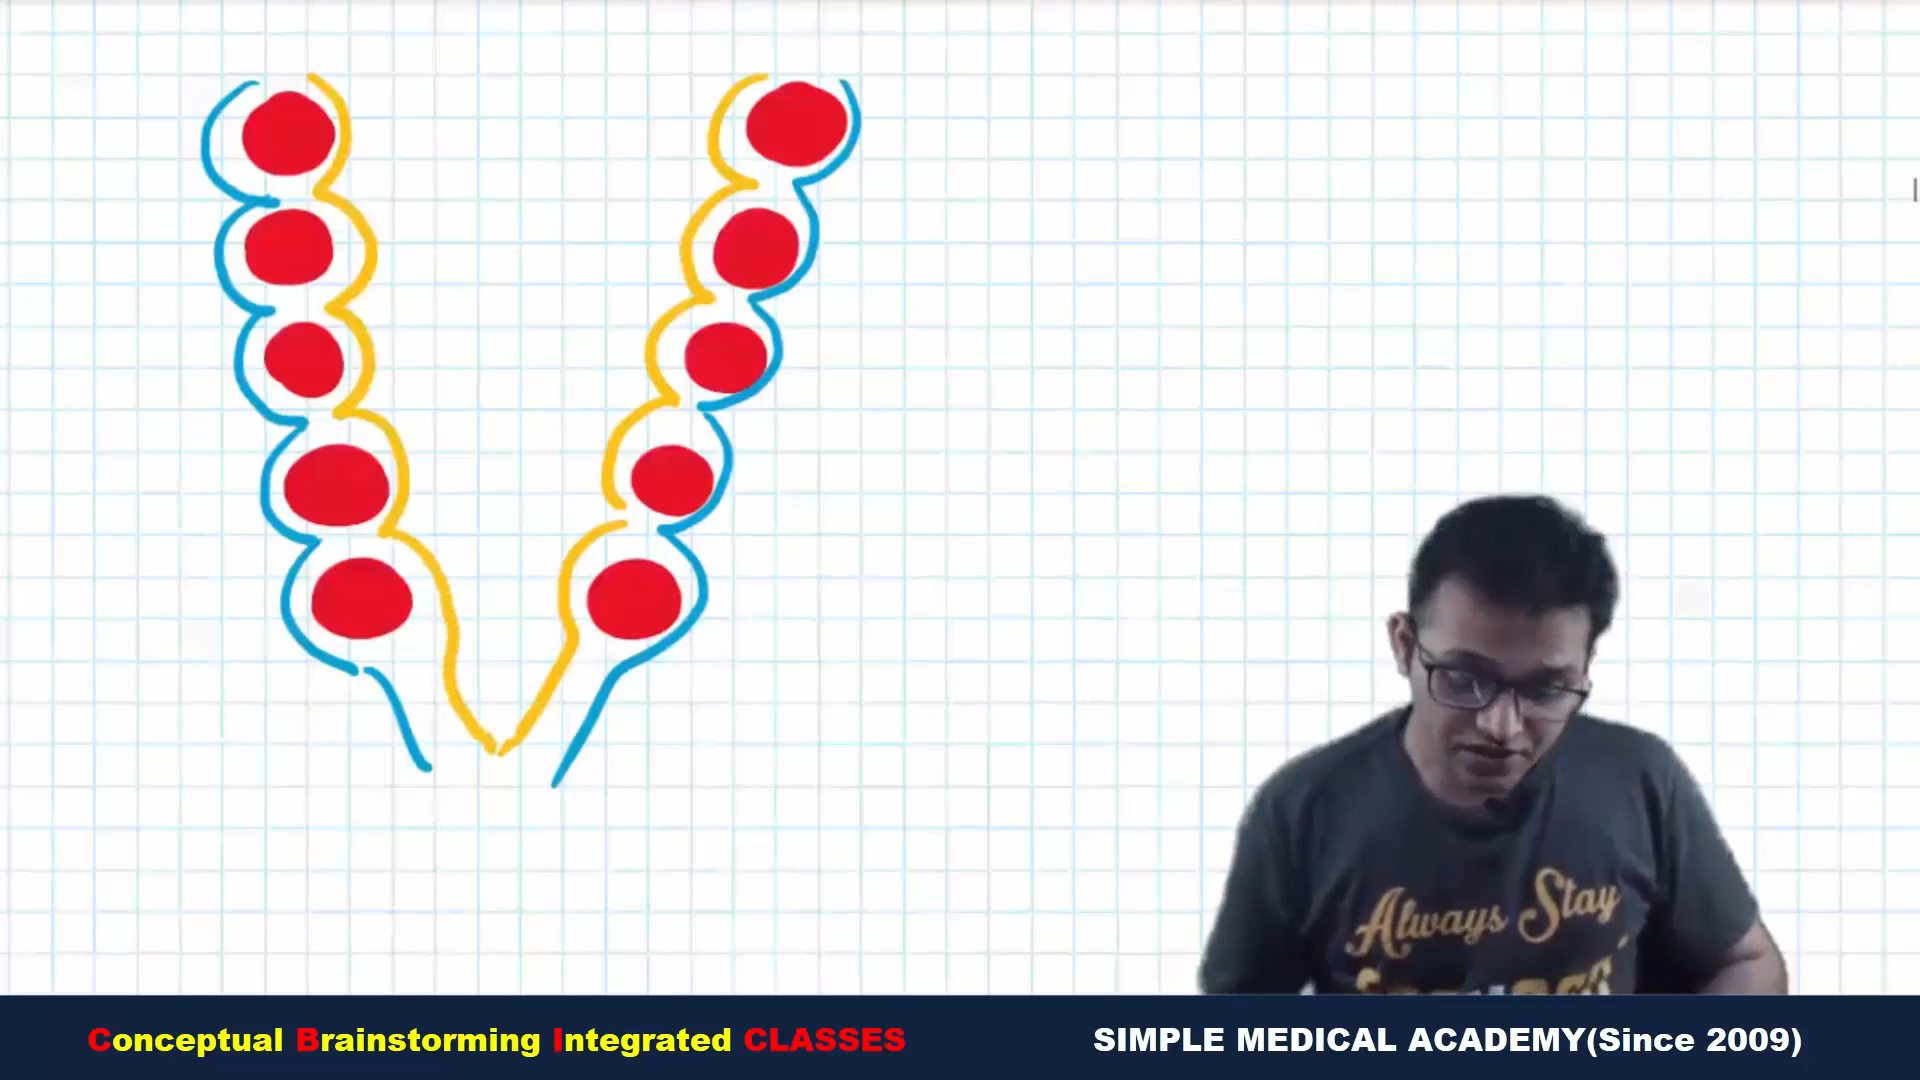 Always Stay
Conceptual Brainstorming Integrated CLASSES
SIMPLE MEDICAL ACADEMY(Since 2009)